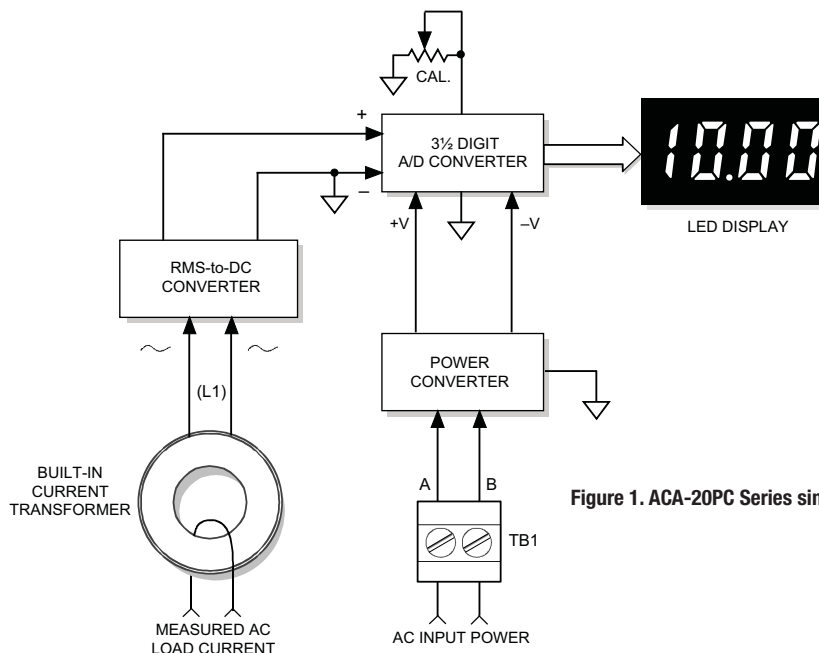 CAL.
+
3½ DIGIT
A/D CONVERTER
–
10.00
LED DISPLAY
+V
–V
RMS-to-DC
CONVERTER
POWER
CONVERTER
(L1)
BUILT-IN
CURRENT
TRANSFORMER
A
B
TB1
Figure 1. ACA-20PC Series
MEASURED AC
LOAD CURRENT
AC INPUT POWER